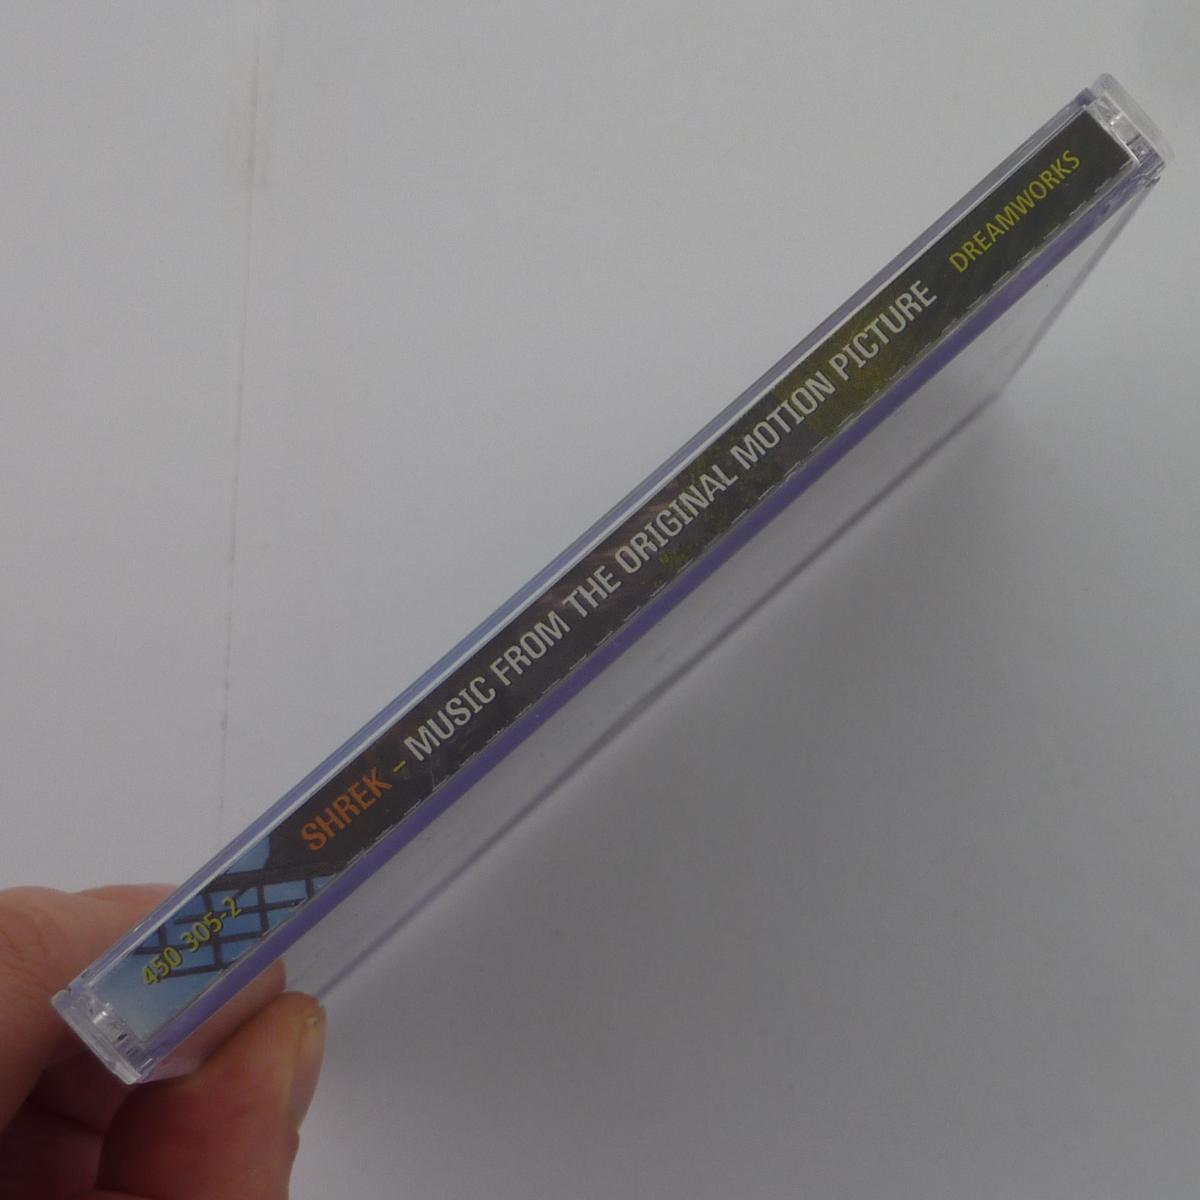 450 305-2 SHREK – MUSIC FROM THE ORIGINAL MOTION PICTURE DREAMWORKS